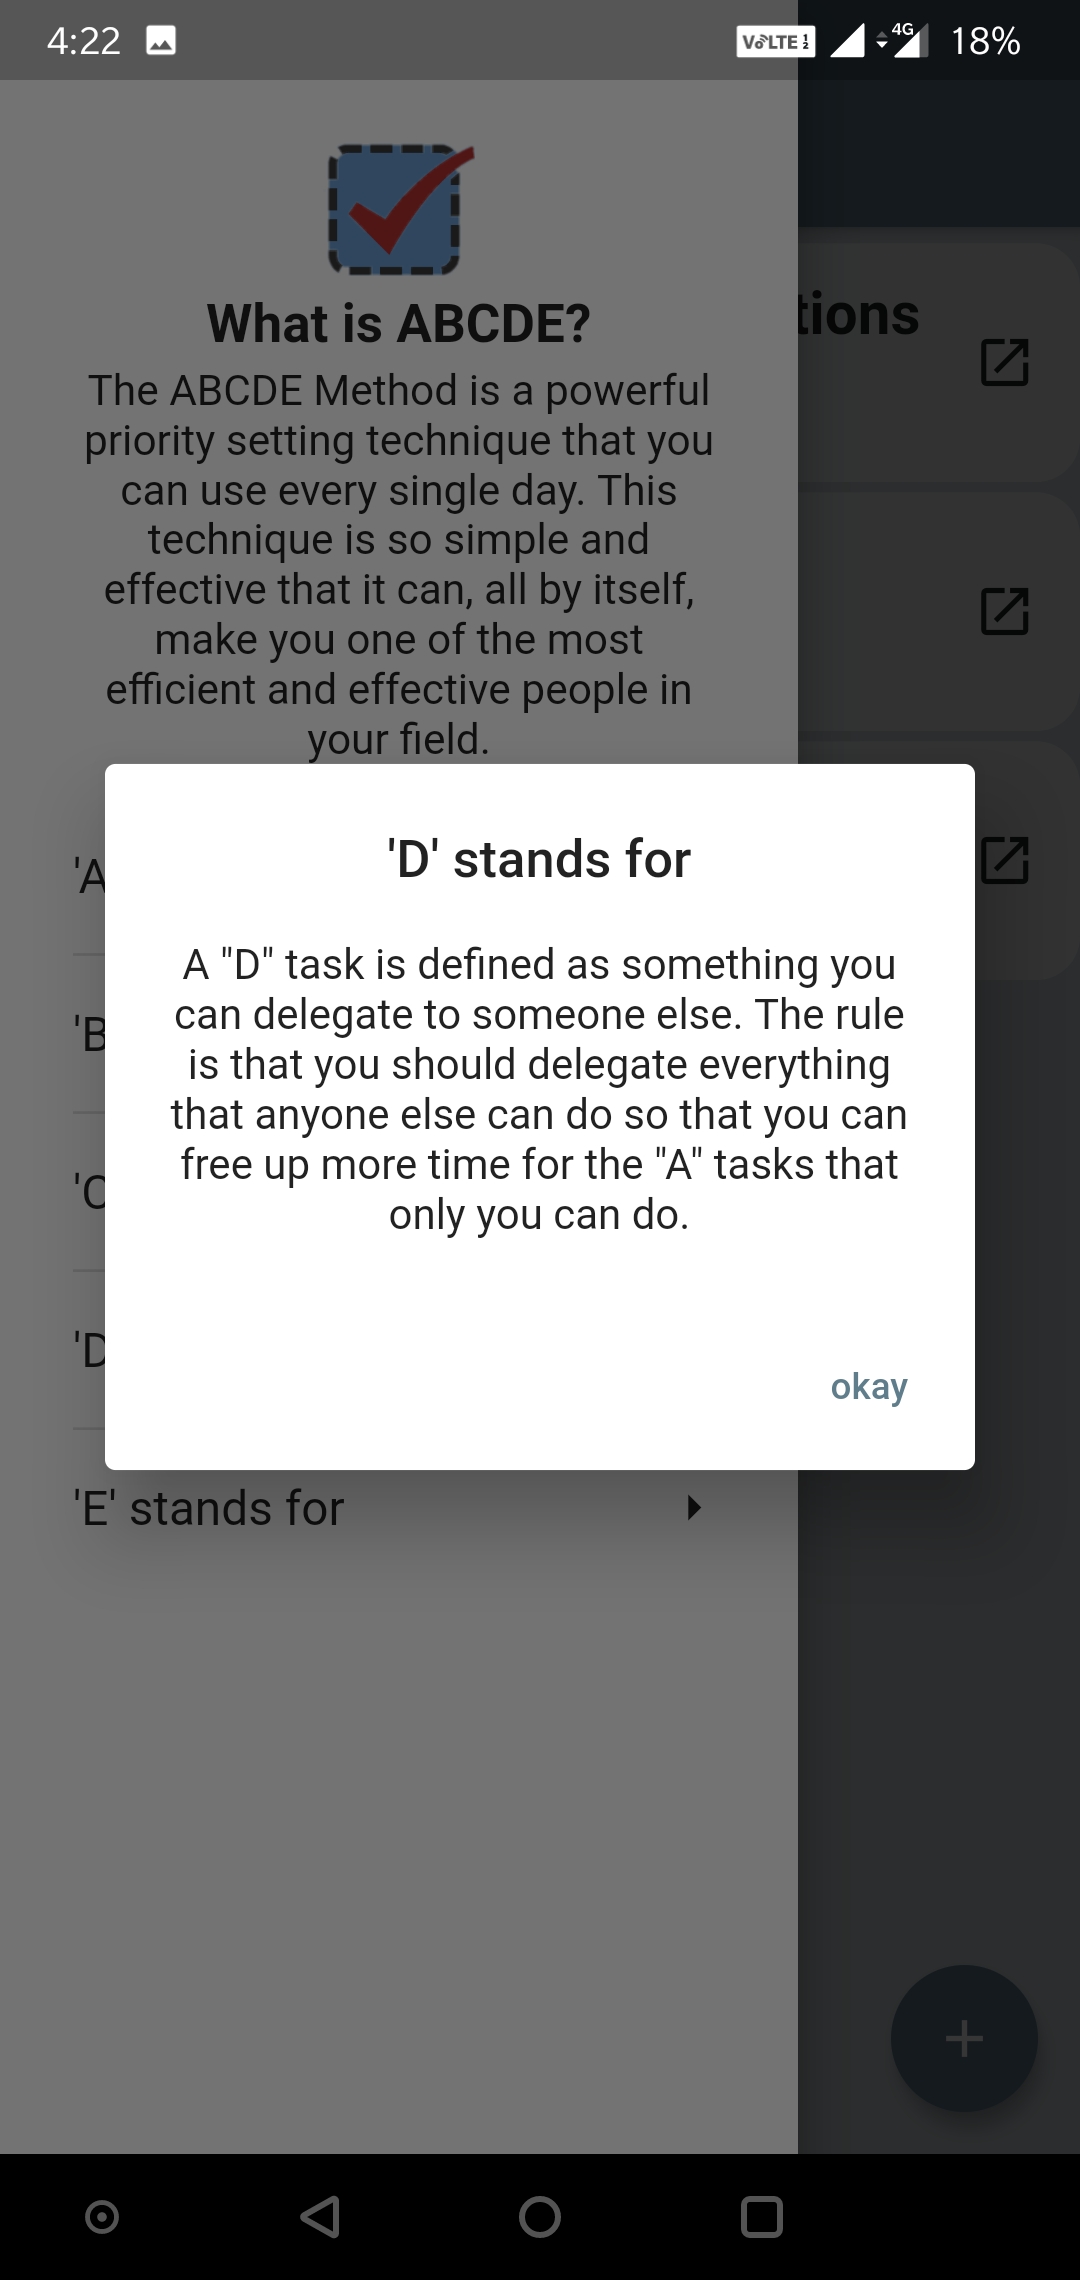 4:22
VoLTE 1 2
4G
18%
What is ABCDE?
The ABCDE Method is a powerful
priority setting technique that you
can use every single day. This
technique is so simple and
effective that it can, all by itself,
make you one of the most
efficient and effective people in
your field.
tions
'A
'B
'C
'D
'D' stands for
A "D" task is defined as something you
can delegate to someone else. The rule
is that you should delegate everything
that anyone else can do so that you can
free up more time for the "A" tasks that
only you can do.
okay
'E' stands for